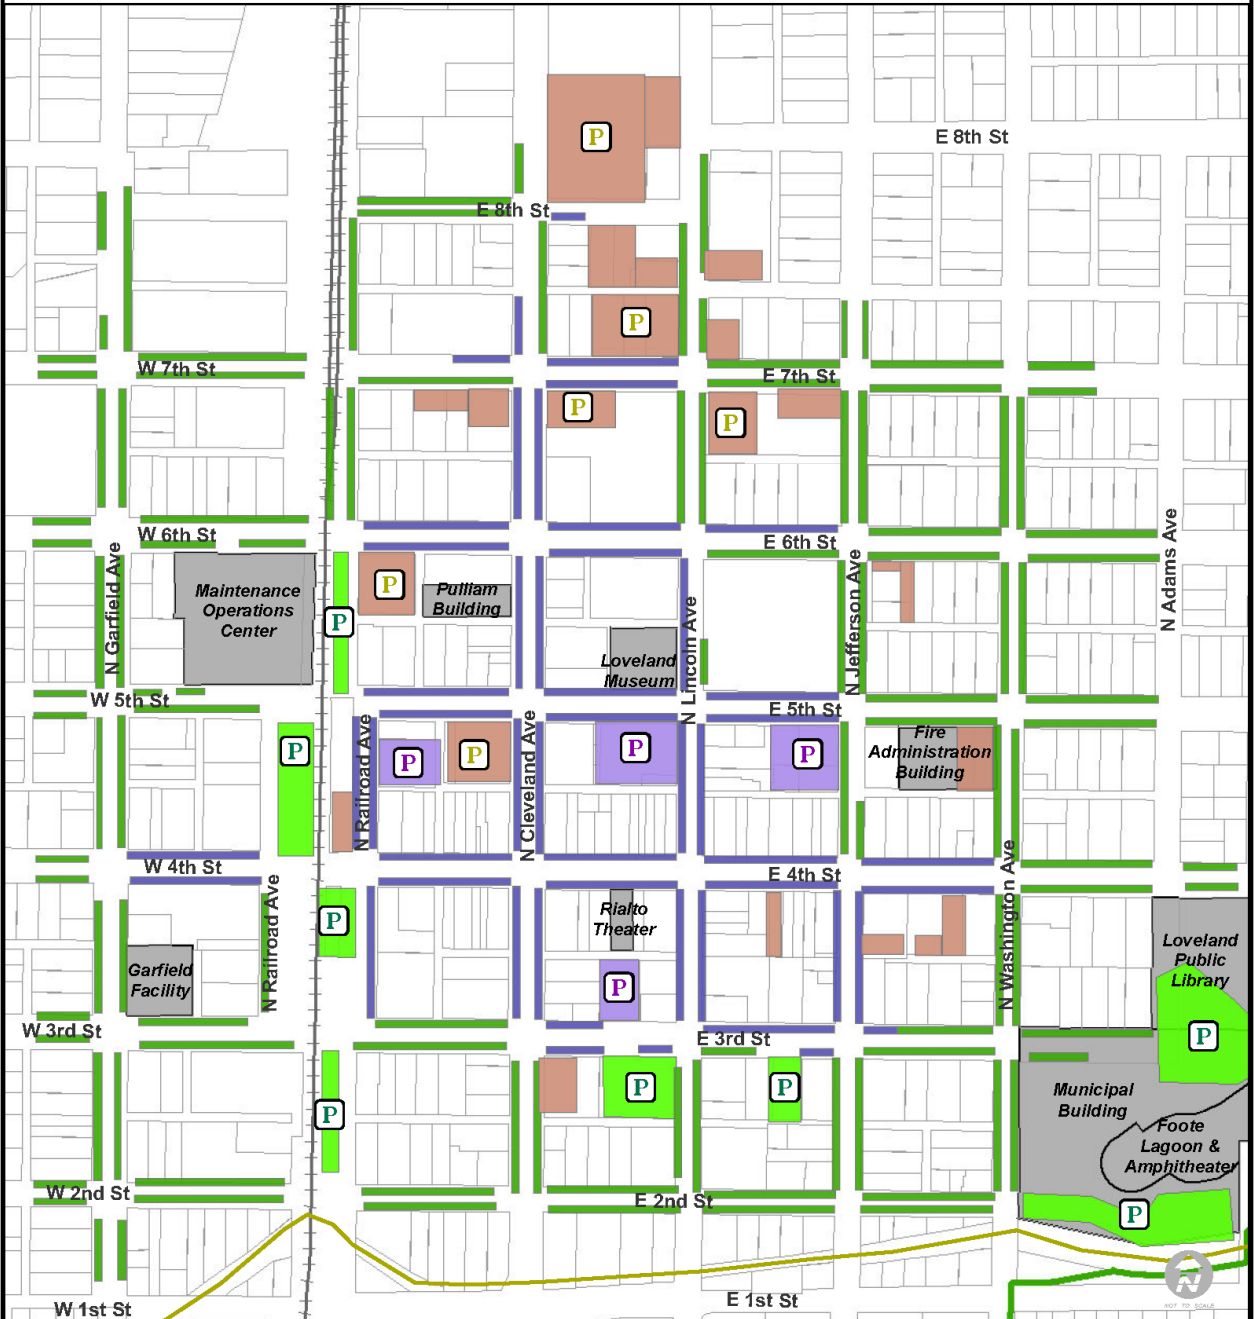 E 8th St
P
E 8th St
P
W 7th St
E 7th St
P
P
W 6th St
E 6th St
N Garfield Ave
Maintenance
Operations
Center
P
P
Pulliam
Building
Loveland
Museum
N Lincoln Ave
N Jefferson Ave
N Adams Ave
W 5th St
E 5th St
P
N Railroad Ave
P
P
N Cleveland Ave
P
P
Fire
Administration
Building
W 4th St
E 4th St
N Railroad Ave
P
Rialto
Theater
N Washington Ave
Loveland
Public
Library
Garfield
Facility
P
W 3rd St
E 3rd St
P
P
P
P
Municipal
Building
Foote
Lagoon &
Amphitheater
W 2nd St
E 2nd St
P
N
NOT TO SCALE
W 1st St
E 1st St